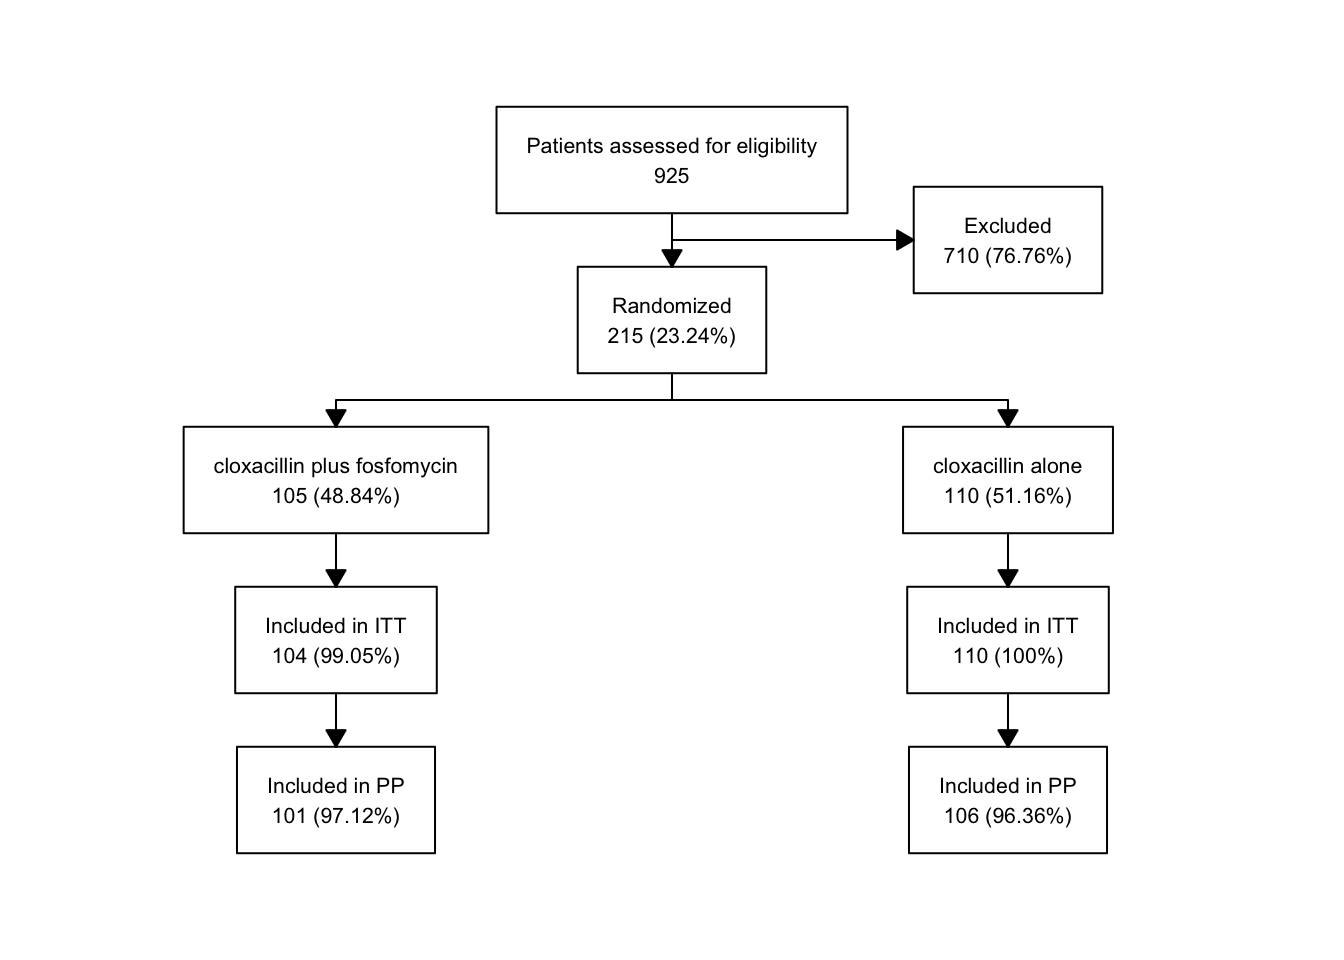 Patients assessed for eligibility
925
Excluded
710 (76.76%)
Randomized
215 (23.24%)
cloxacillin plus fosfomycin
105 (48.84%)
cloxacillin alone
110 (51.16%)
Included in ITT
104 (99.05%)
Included in ITT
110 (100%)
Included in PP
101 (97.12%)
Included in PP
106 (96.36%)